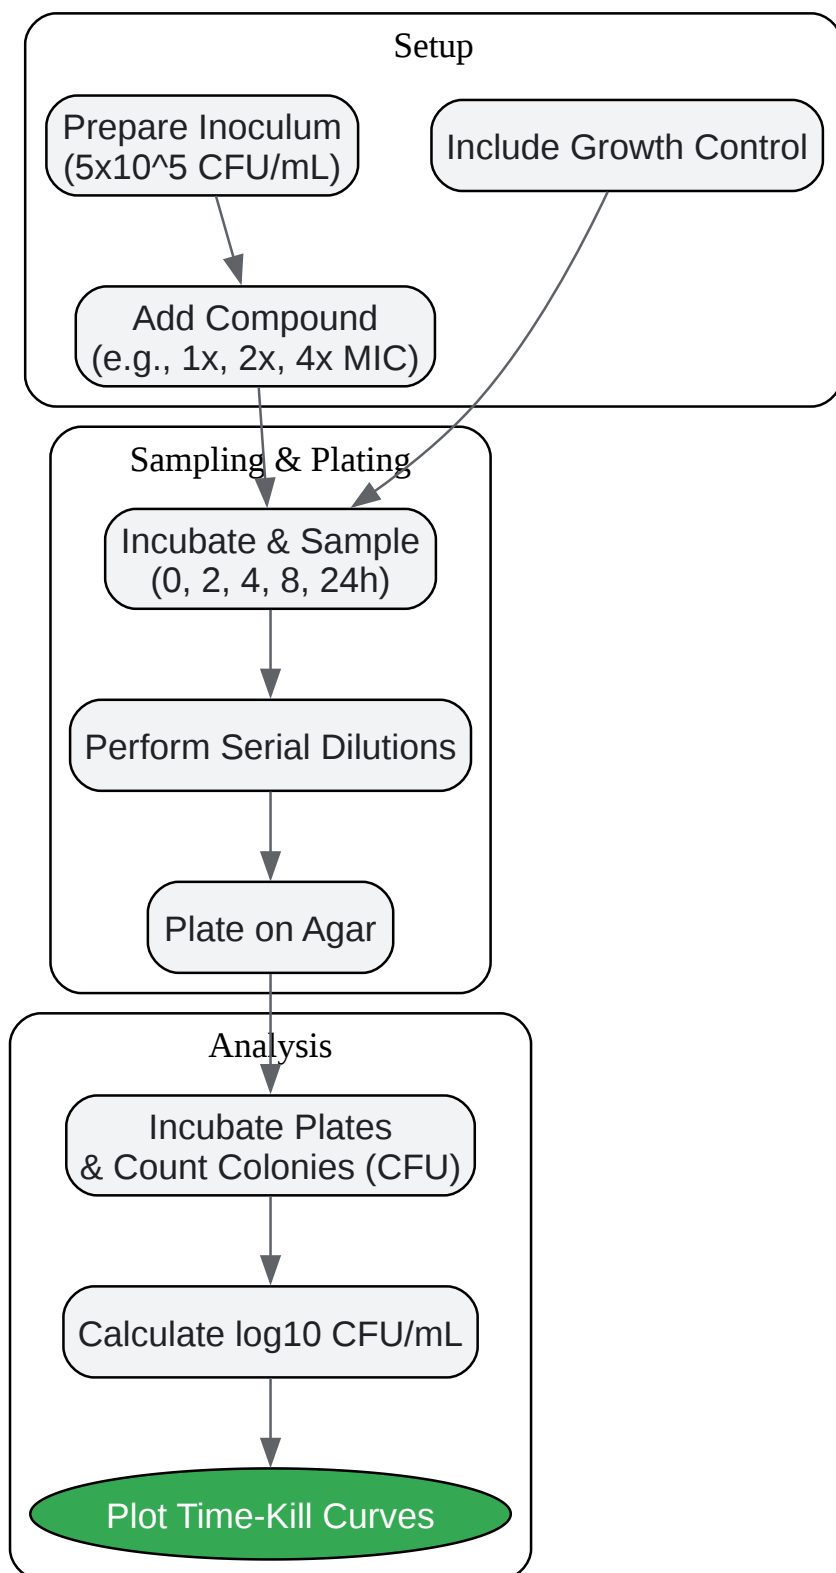 Setup
Prepare Inoculum
(5x10^5 CFU/mL)
Include Growth Control
Add Compound
(e.g., 1x, 2x, 4x MIC)
Sampling & Plating
Incubate & Sample
(0, 2, 4, 8, 24h)
Perform Serial Dilutions
Plate on Agar
Analysis
Incubate Plates
& Count Colonies (CFU)
Calculate log10 CFU/mL
Plot Time-Kill Curves